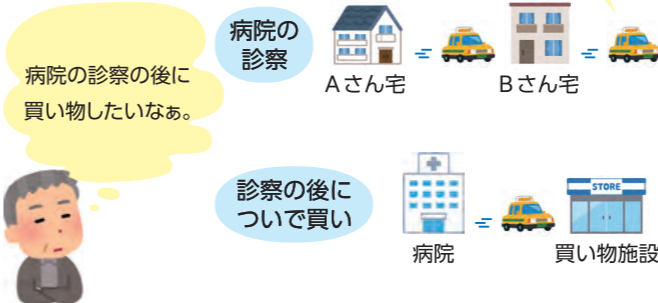 病院の診察の後に
買い物したいなぁ。
病院の
診察
Aさん宅
Bさん宅
診察の後に
ついで買い
STORE
病院
買い物施設